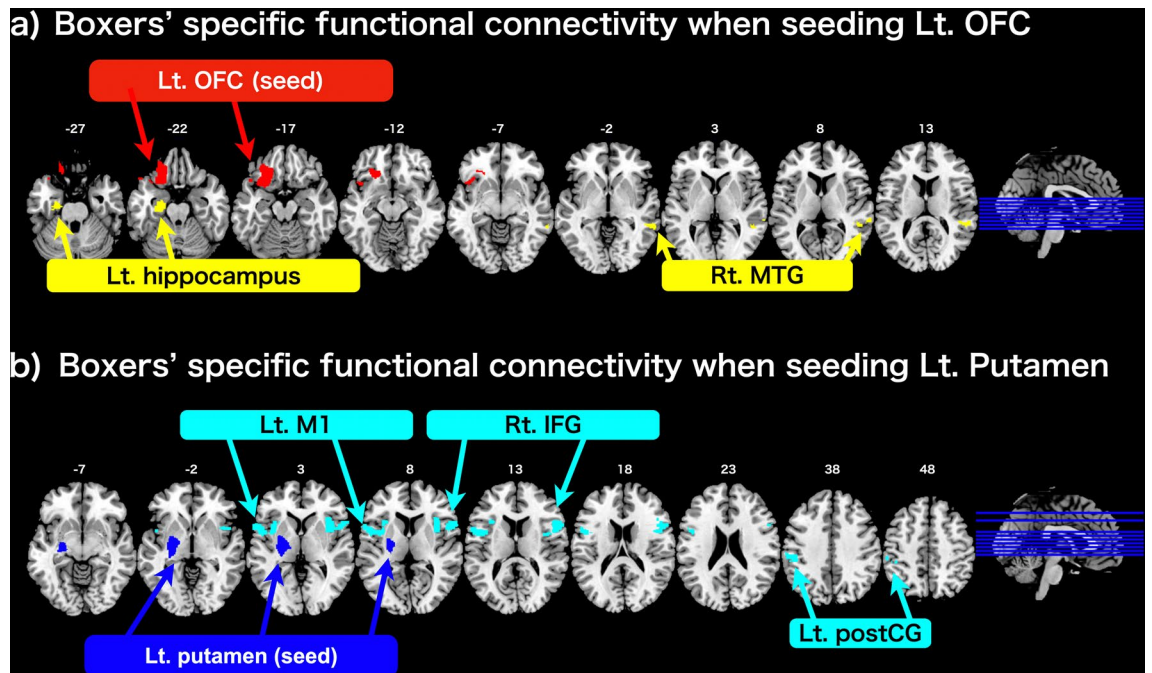 a) Boxers’ specific functional connectivity when seeding Lt. OFC
Lt. OFC (seed)
-27 -22 -17 -12 -7 -2 3 8 13
Lt. hippocampus
Rt. MTG
b) Boxers’ specific functional connectivity when seeding Lt. Putamen
Lt. M1
Rt. IFG
-7 -2 3 8 13 18 23 38 48
Lt. postCG
Lt. putamen (seed)